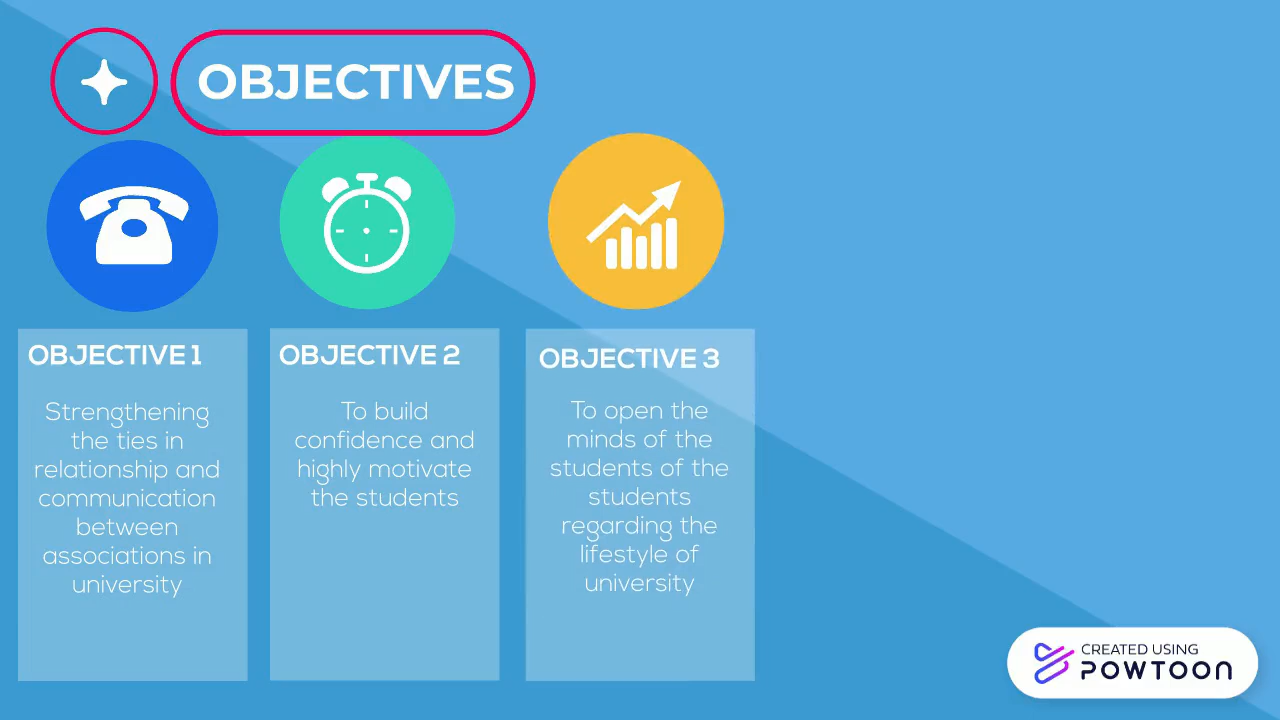 OBJECTIVES
OBJECTIVE 1
Strengthening
the ties in
relationship and
communication
between
associations in
university
OBJECTIVE 2
To build
confidence and
highly motivate
the students
OBJECTIVE 3
To open the
minds of the
students of the
students
regarding the
lifestyle of
university
CREATED USING
POWTOON